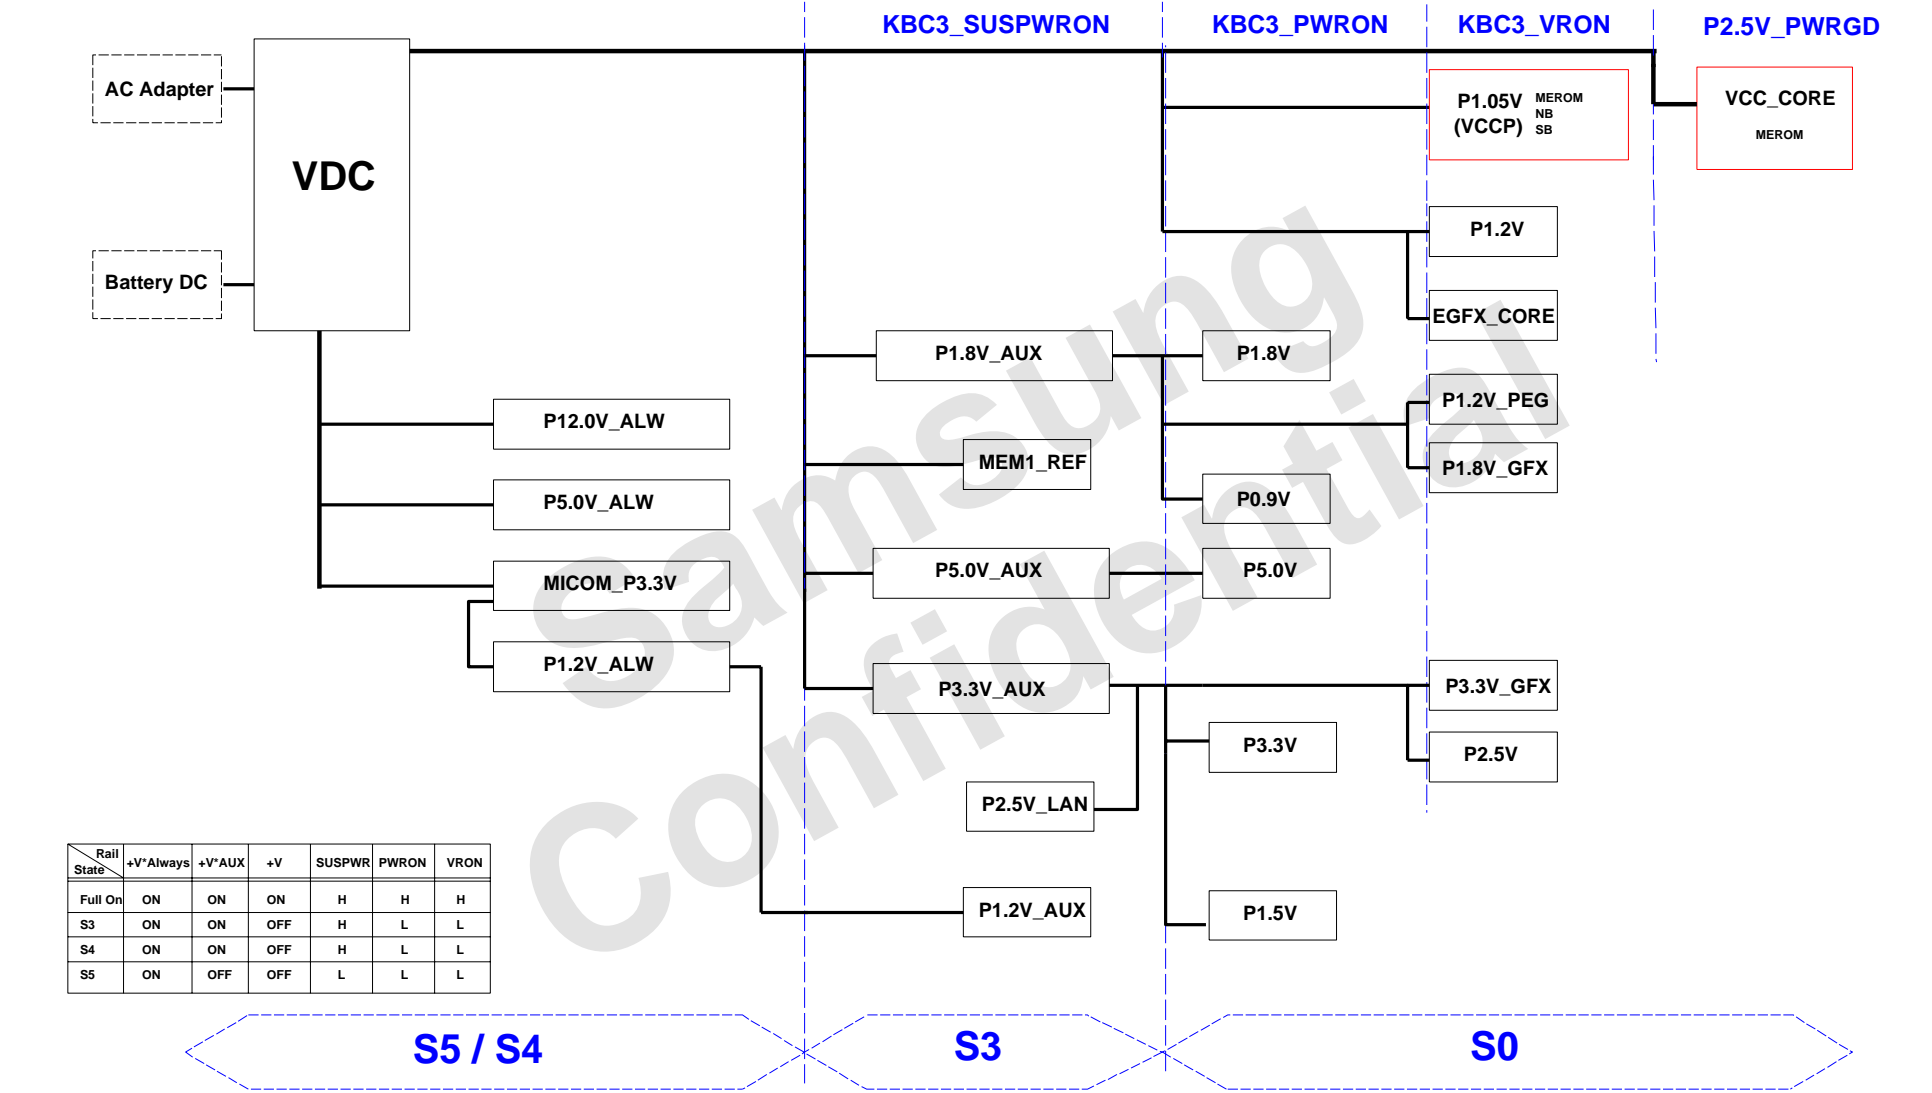 KBC3_SUSPWRON KBC3_PWRON KBC3_VRON P2.5V_PWRGD
AC Adapter
VDC
Battery DC
P1.05V MEROM
NB
(VCCP) SB
VCC_CORE
MEROM
P1.2V
EGFX_CORE
P1.8V_AUX P1.8V
P1.2V_PEG
P12.0V_ALW
MEM1_REF P1.8V_GFX
P5.0V_ALW P0.9V
MICOM_P3.3V P5.0V_AUX P5.0V
P1.2V_ALW P3.3V_AUX P3.3V_GFX
P3.3V P2.5V
P2.5V_LAN
P1.2V_AUX P1.5V
Samsung
Confidential
Rail
State +V*Always +V*AUX +V SUSPWR PWRON VRON
Full On ON ON ON H H H
S3 ON ON OFF H L L
S4 ON ON OFF H L L
S5 ON OFF OFF L L L
S5 / S4 S3 S0